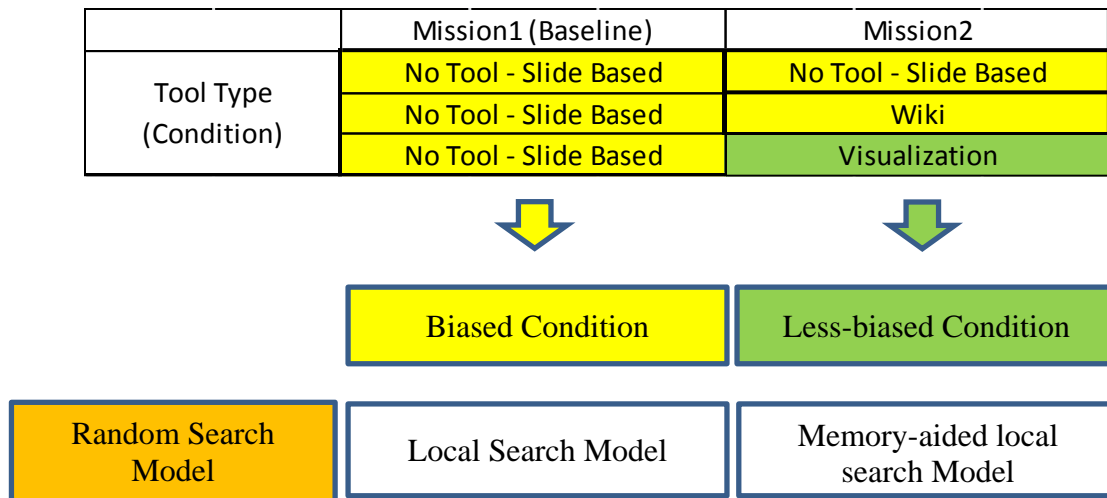 Mission1 (Baseline) Mission2
Tool Type
(Condition)
No Tool - Slide Based No Tool - Slide Based
No Tool - Slide Based Wiki
No Tool - Slide Based Visualization
Biased Condition Less-biased Condition
Random Search
Model
Local Search Model
Memory-aided local
search Model